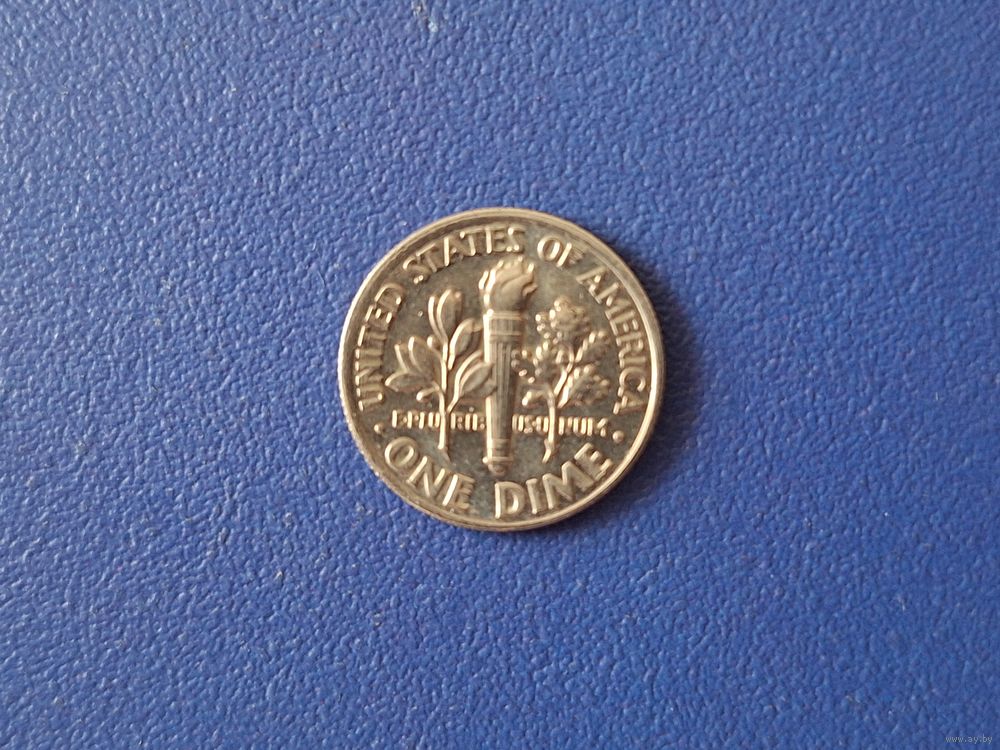 UNITED STATES OF AMERICA
E PLURIBUS UNUM
· ONE DIME ·
www.ay.by